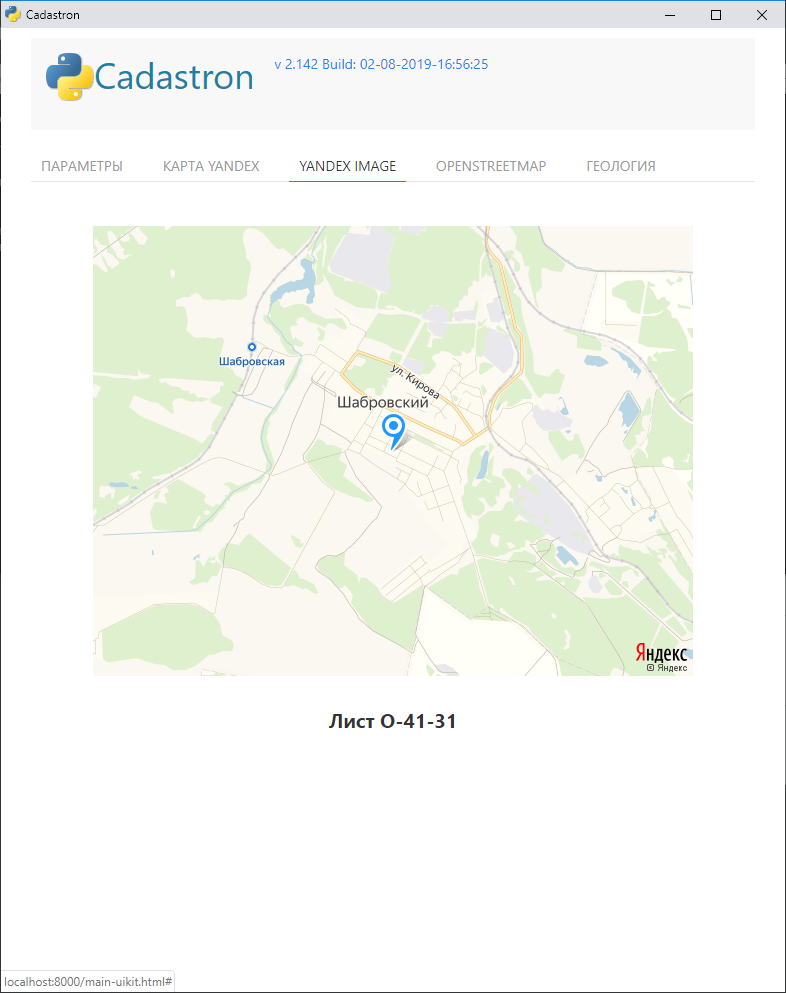 Cadastron
Cadastron
v 2.142 Build: 02-08-2019-16:56:25
ПАРАМЕТРЫ
КАРТА YANDEX
YANDEX IMAGE
OPENSTREETMAP
ГЕОЛОГИЯ
Шабровская
ул. Кирова
Шабровский
Яндекс
© Яндекс
Лист O-41-31
localhost:8000/main-uikit.html#